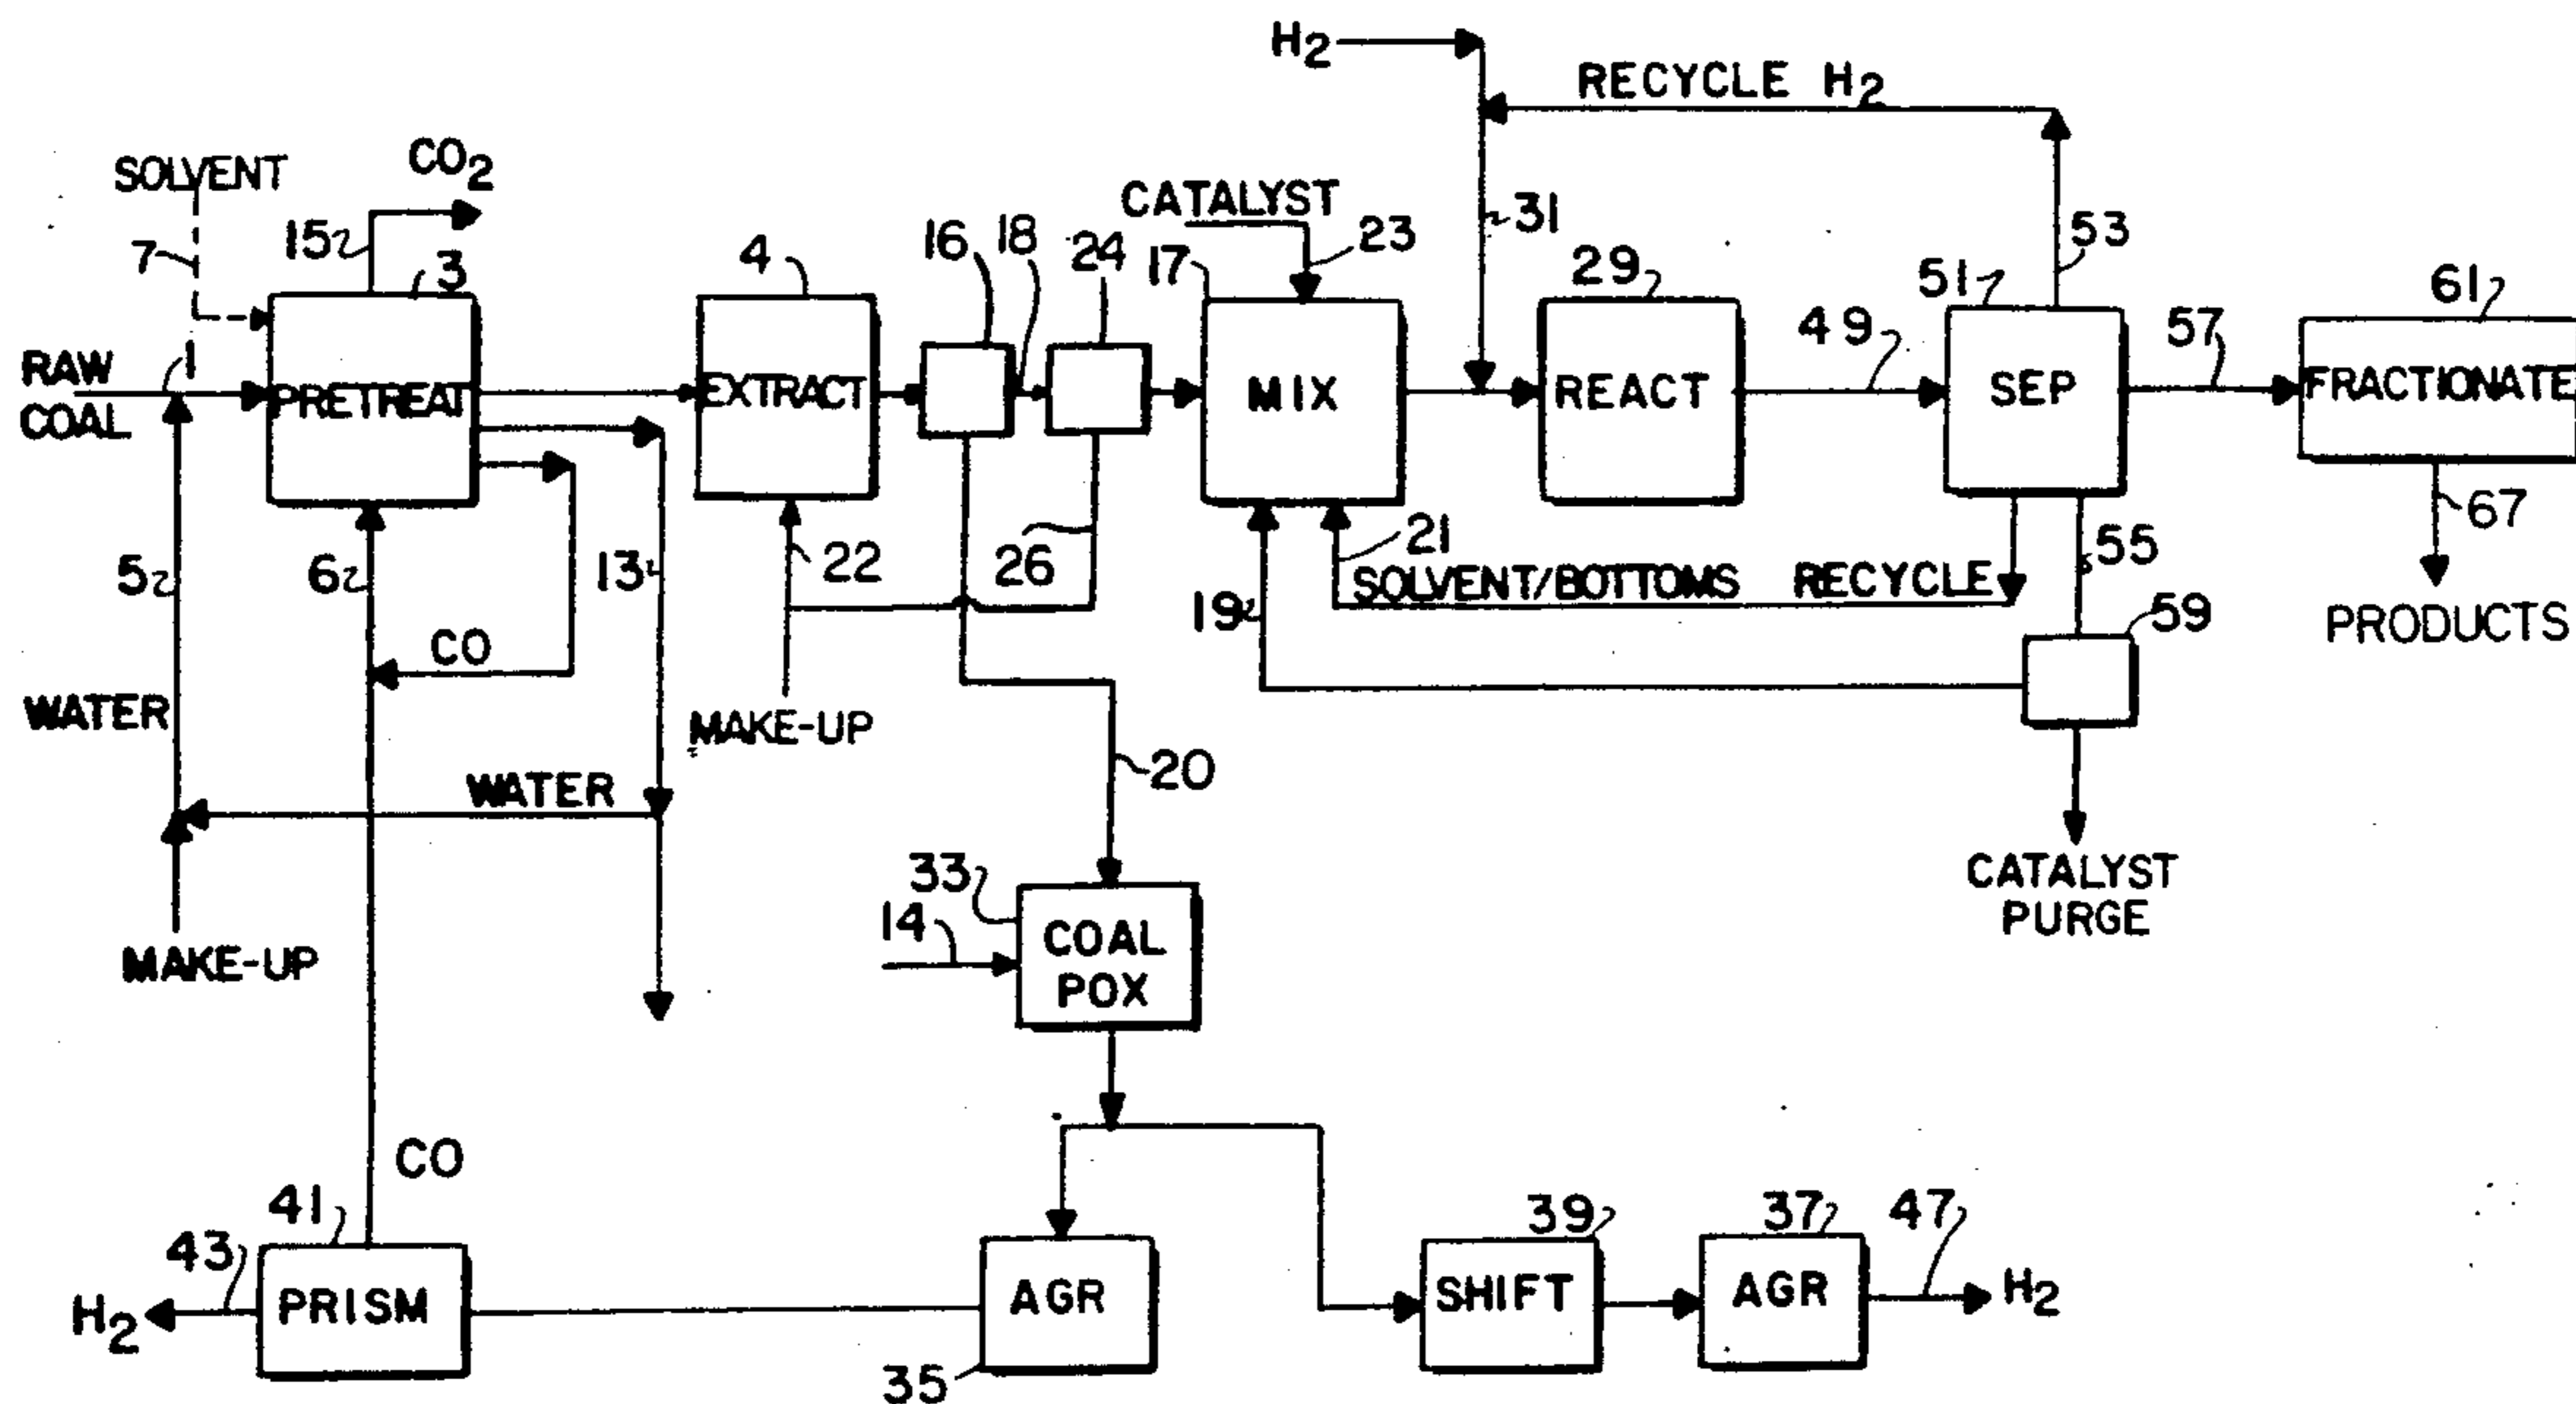 H2
RECYCLE H2
SOLVENT
CO2
CATALYST
7
15
3
4
16
18
24
17
23
31
29
51
53
61
RAW
COAL
1
PRETREAT
EXTRACT
MIX
REACT
49
SEP
57
FRACTIONATE
5
6
13
22
26
21
SOLVENT/BOTTOMS RECYCLE
19
55
67
59
PRODUCTS
CO
WATER
MAKE-UP
20
WATER
CATALYST
PURGE
MAKE-UP
33
14
COAL
POX
CO
41
43
H2
PRISM
AGR
35
39
SHIFT
37
AGR
47
H2